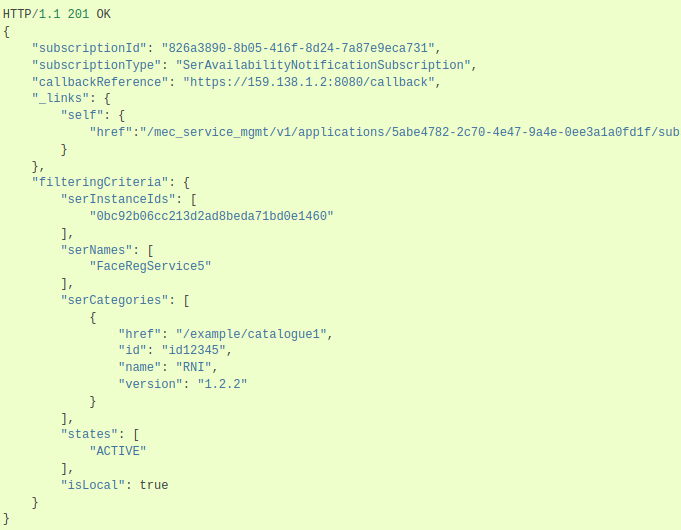 HTTP/1.1 201 OK
{
    "subscriptionId": "826a3890-8b05-416f-8d24-7a87e9eca731",
    "subscriptionType": "SerAvailabilityNotificationSubscription",
    "callbackReference": "https://159.138.1.2:8080/callback",
    "_links": {
        "self": {
            "href":"/mec_service_mgmt/v1/applications/5abe4782-2c70-4e47-9a4e-0ee3a1a0fd1f/sub
        }
    },
    "filteringCriteria": {
        "serInstanceIds": [
            "0bc92b06cc213d2ad8beda71bd0e1460"
        ],
        "serNames": [
            "FaceRegService5"
        ],
        "serCategories": [
            {
                "href": "/example/catalogue1",
                "id": "id12345",
                "name": "RNI",
                "version": "1.2.2"
            }
        ],
        "states": [
            "ACTIVE"
        ],
        "isLocal": true
    }
}